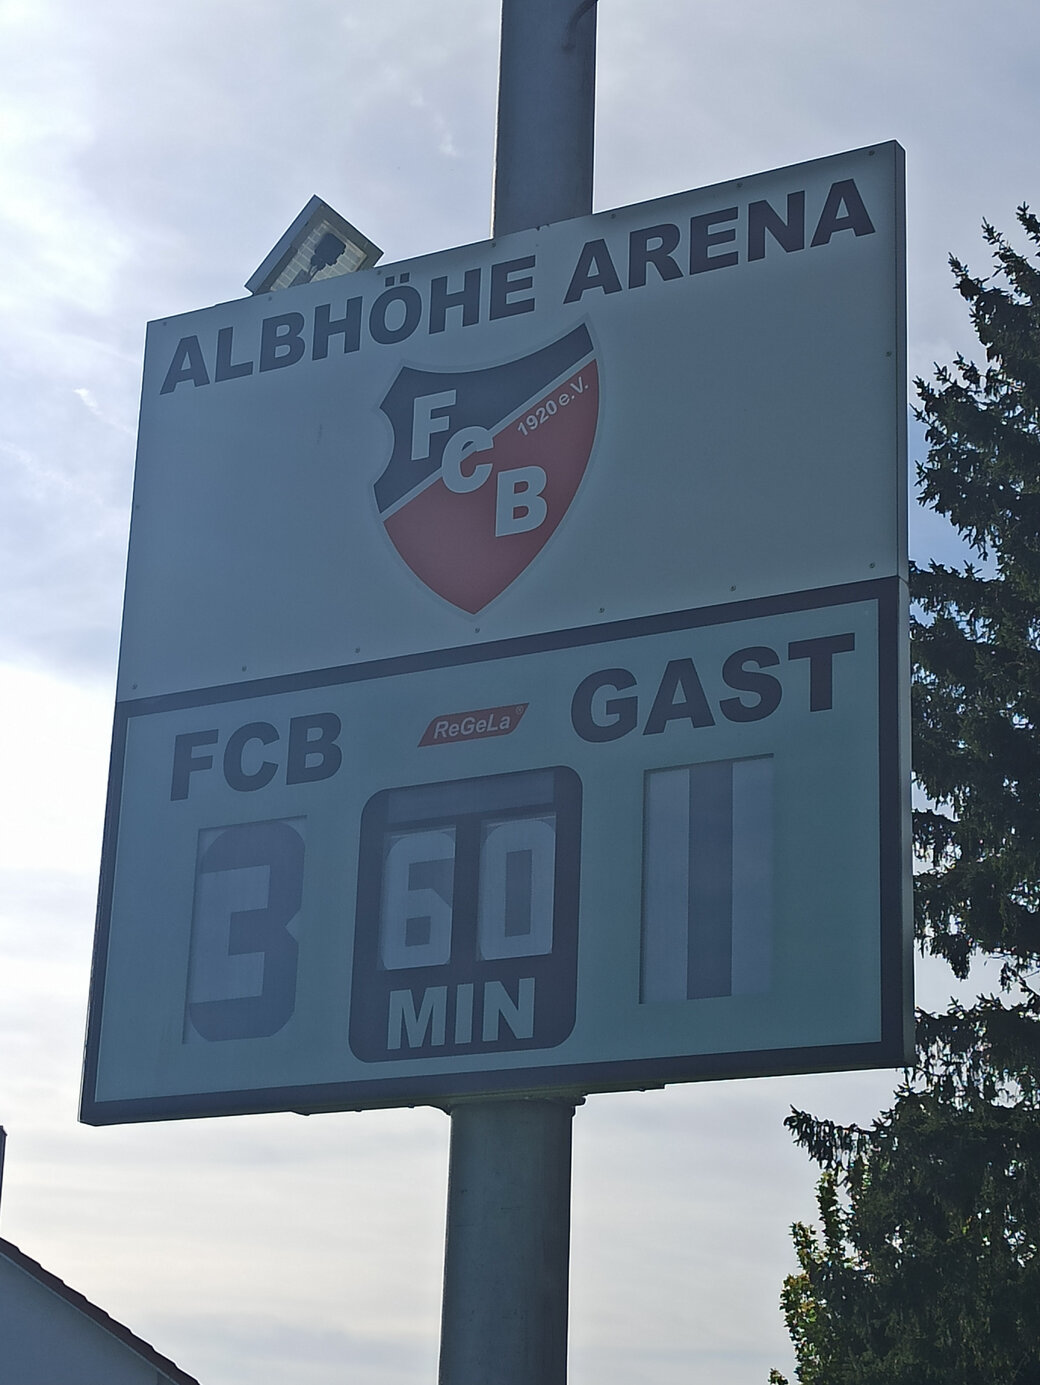 ALBHÖHE ARENA
FCB
1920 e.V.
FCB ReGeLa® GAST
3 60 1
MIN